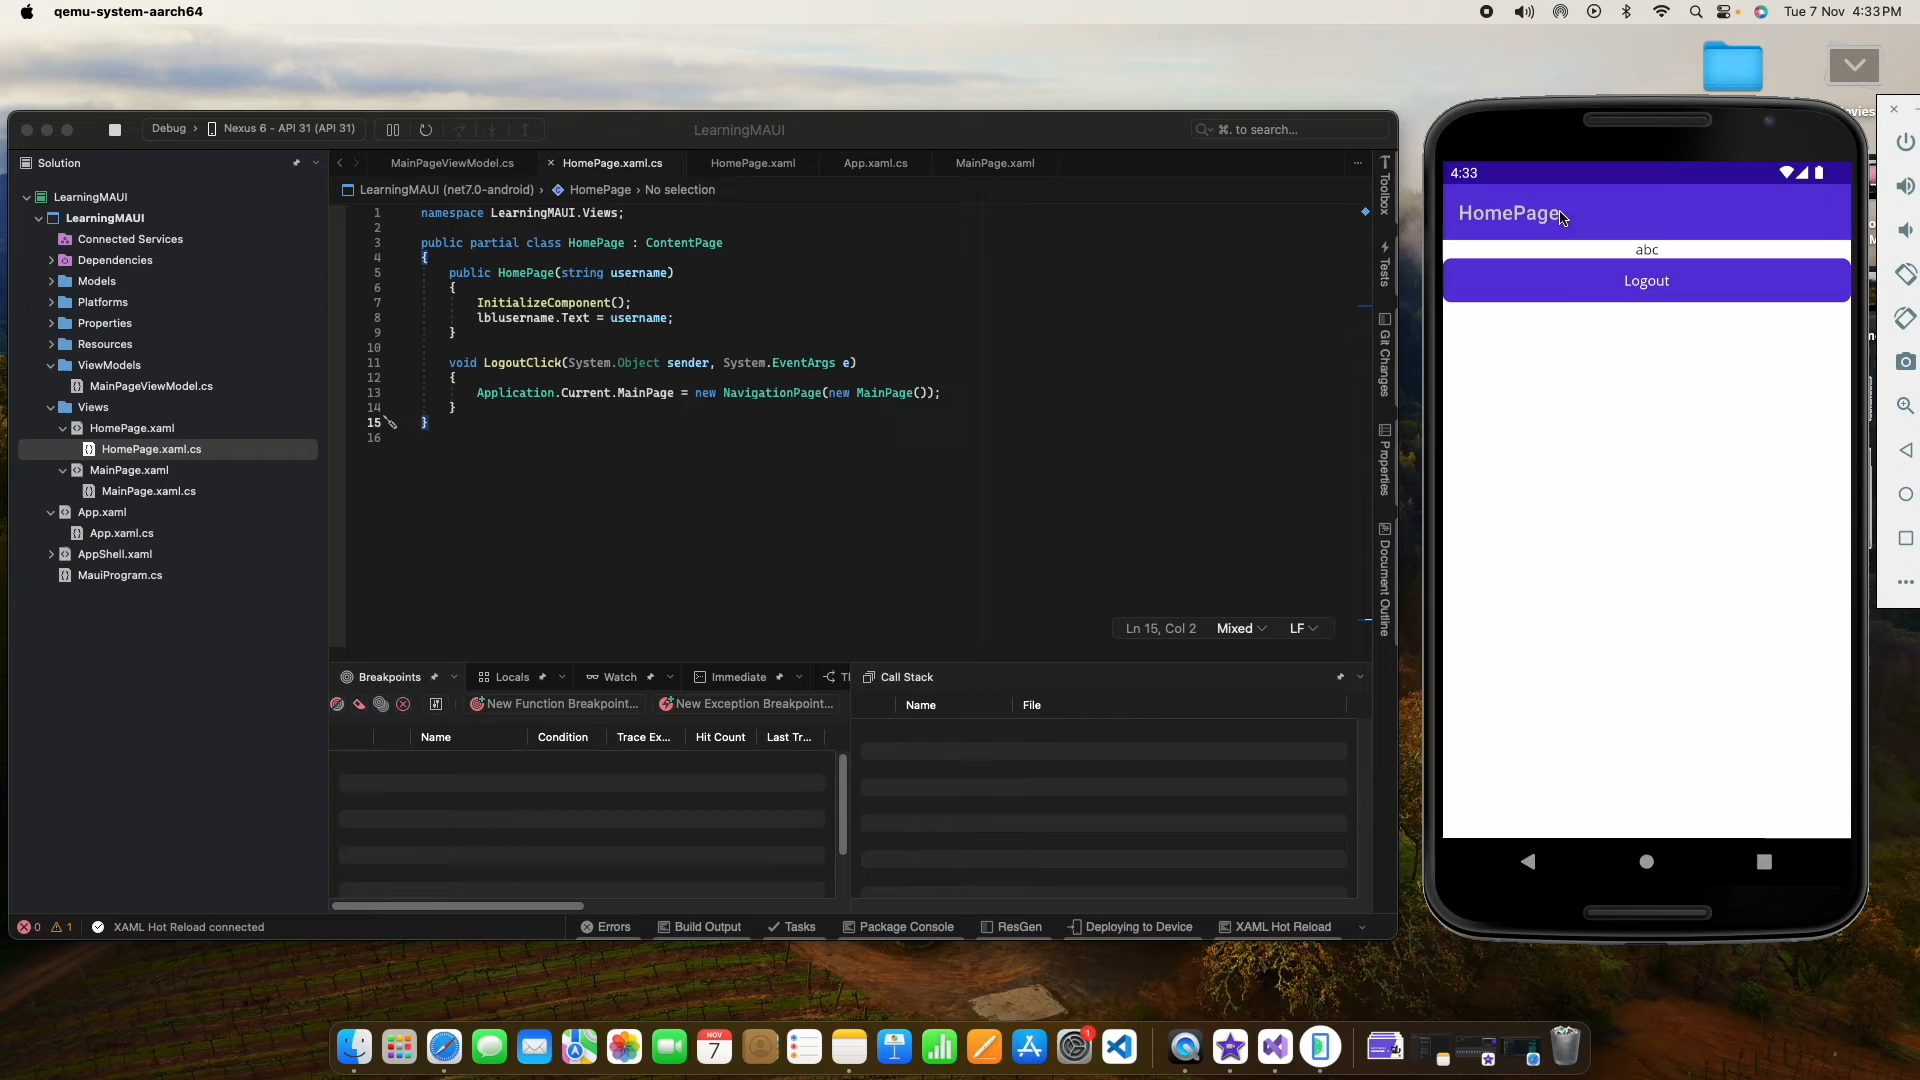 qemu-system-aarch64
Tue 7 Nov 4:33PM
Debug › Nexus 6 - API 31 (API 31)
LearningMAUI
⌘. to search...
Solution
LearningMAUI
LearningMAUI
Connected Services
Dependencies
Models
Platforms
Properties
Resources
ViewModels
MainPageViewModel.cs
Views
HomePage.xaml
HomePage.xaml.cs
MainPage.xaml
MainPage.xaml.cs
App.xaml
App.xaml.cs
AppShell.xaml
MauiProgram.cs
MainPageViewModel.cs
HomePage.xaml.cs
HomePage.xaml
App.xaml.cs
MainPage.xaml
LearningMAUI (net7.0-android) › HomePage › No selection
1 namespace LearningMAUI.Views;
2
3 public partial class HomePage : ContentPage
4 {
5 public HomePage(string username)
6 {
7 InitializeComponent();
8 lblusername.Text = username;
9 }
10
11 void LogoutClick(System.Object sender, System.EventArgs e)
12 {
13 Application.Current.MainPage = new NavigationPage(new MainPage());
14 }
15 }
16
Ln 15, Col 2 Mixed LF
Toolbox
Tests
Git Changes
Properties
Document Outline
Breakpoints
Locals
Watch
Immediate
New Function Breakpoint...
New Exception Breakpoint...
Name Condition Trace Ex... Hit Count Last Tr...
Call Stack
Name File
0 1 XAML Hot Reload connected
Errors
Build Output
Tasks
Package Console
ResGen
Deploying to Device
XAML Hot Reload
4:33
HomePage
abc
Logout
NOV
7
1